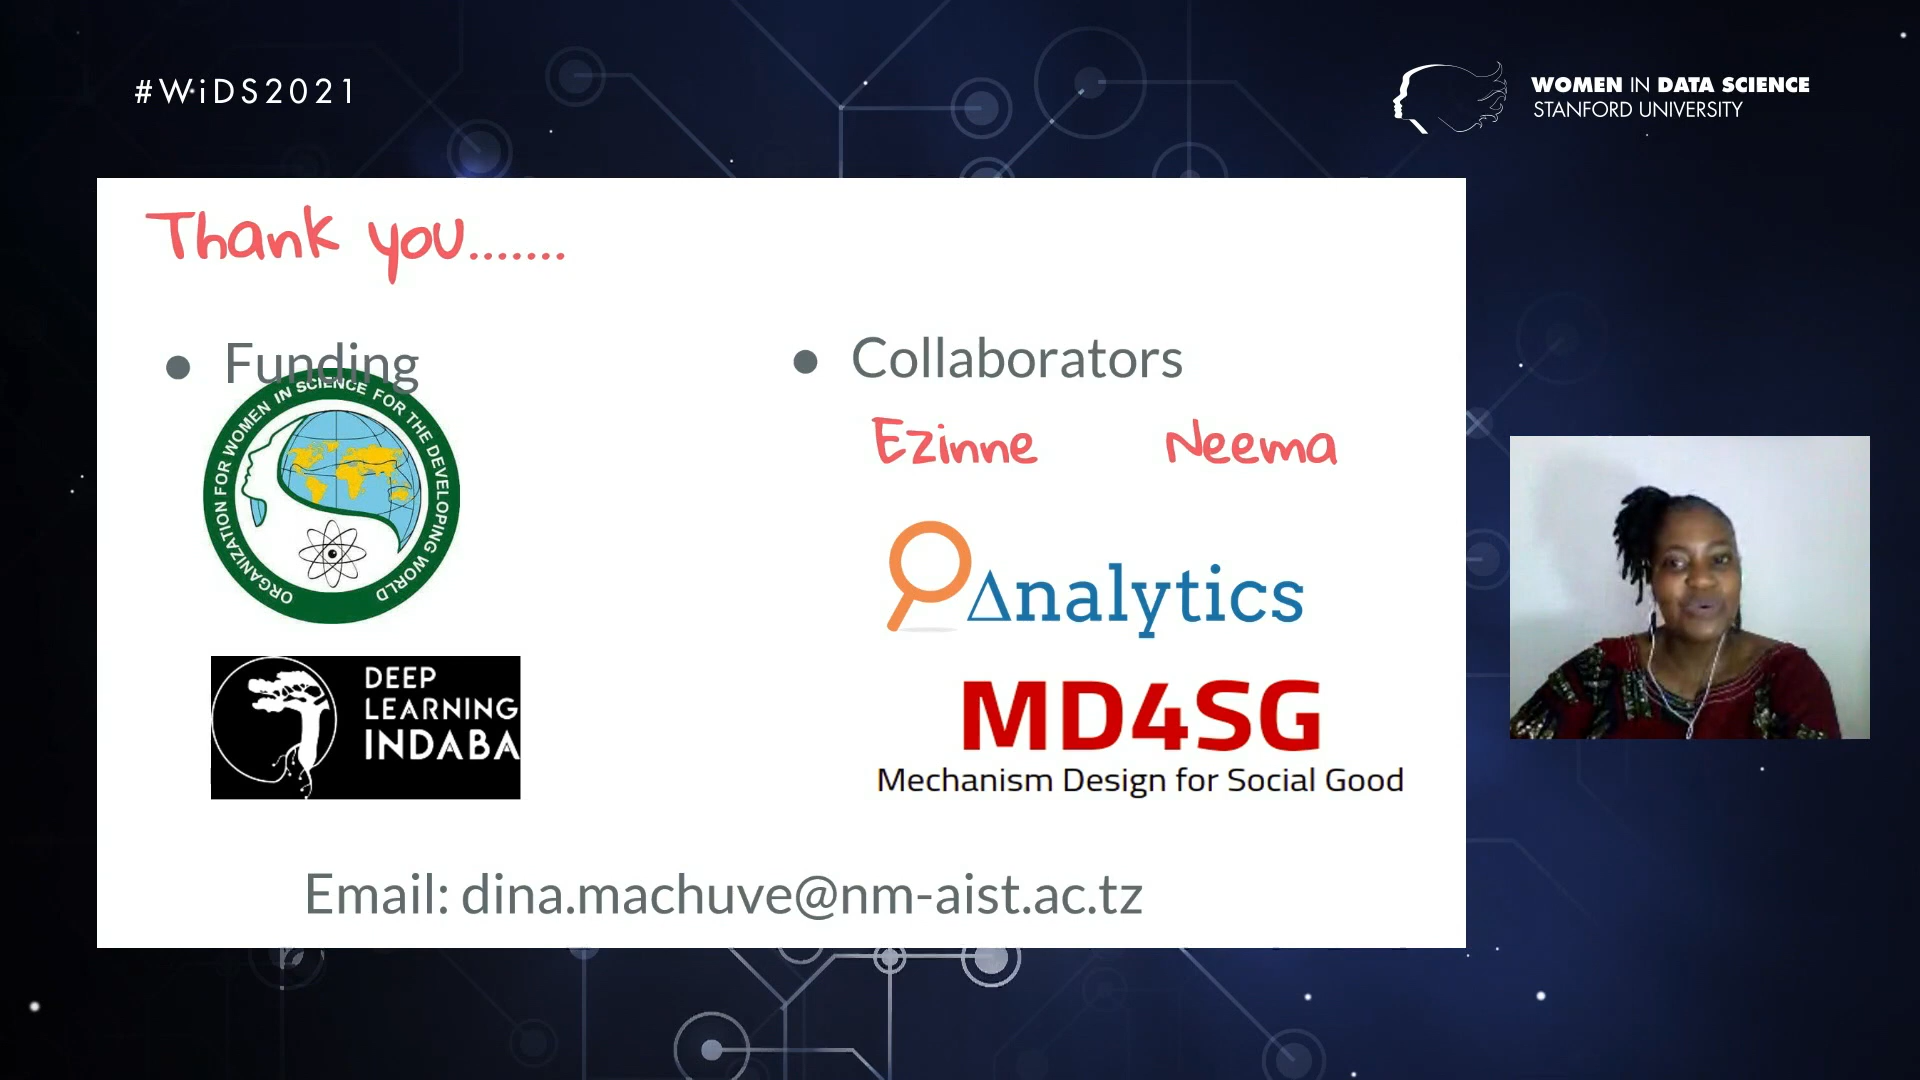 #WiDS2021
WOMEN IN DATA SCIENCE
STANFORD UNIVERSITY
Thank you.......
● Funding
ORGANIZATION FOR WOMEN IN SCIENCE FOR THE DEVELOPING WORLD
DEEP
LEARNING
INDABA
● Collaborators
Ezinne Neema
Analytics
MD4SG
Mechanism Design for Social Good
Email: dina.machuve@nm-aist.ac.tz